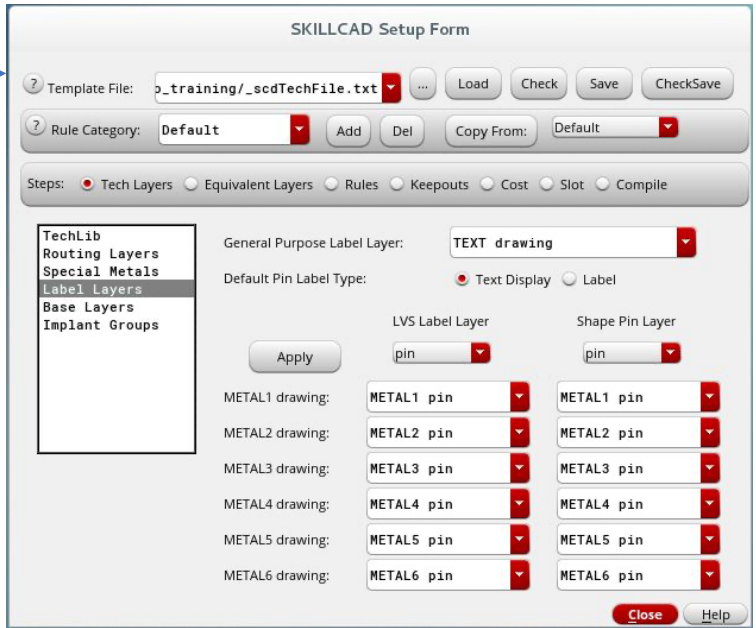 SKILLCAD Setup Form
? Template File: o_training/_scdTechFile.txt ... Load Check Save CheckSave
? Rule Category: Default Add Del Copy From: Default
Steps: Tech Layers Equivalent Layers Rules Keepouts Cost Slot Compile
TechLib
Routing Layers
Special Metals
Label Layers
Base Layers
Implant Groups
General Purpose Label Layer: TEXT drawing
Default Pin Label Type: Text Display Label
LVS Label Layer Shape Pin Layer
Apply pin pin
METAL1 drawing: METAL1 pin METAL1 pin
METAL2 drawing: METAL2 pin METAL2 pin
METAL3 drawing: METAL3 pin METAL3 pin
METAL4 drawing: METAL4 pin METAL4 pin
METAL5 drawing: METAL5 pin METAL5 pin
METAL6 drawing: METAL6 pin METAL6 pin
Close Help